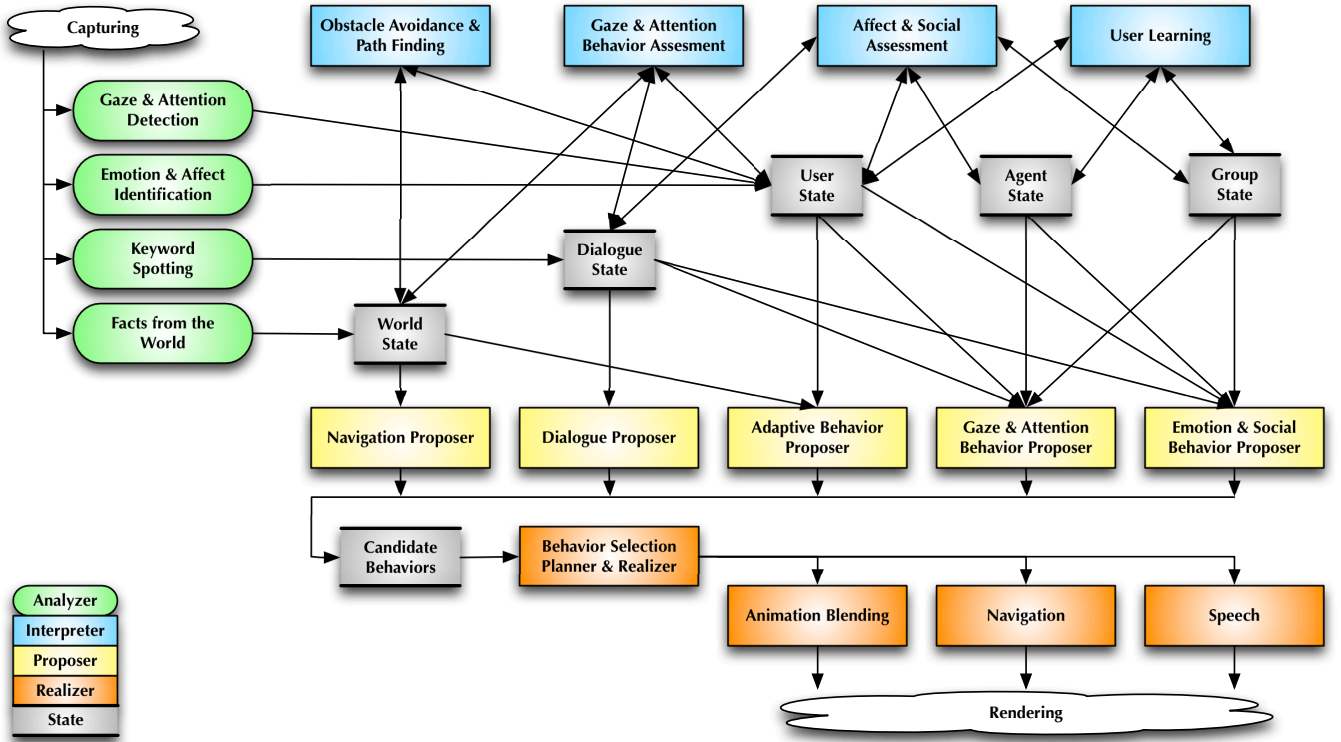 Capturing
Obstacle Avoidance &
Path Finding
Gaze & Attention
Behavior Assesment
Affect & Social
Assessment
User Learning
Gaze & Attention
Detection
Emotion & Affect
Identification
Keyword
Spotting
Facts from the
World
User
State
Agent
State
Group
State
Dialogue
State
World
State
Navigation Proposer
Dialogue Proposer
Adaptive Behavior
Proposer
Gaze & Attention
Behavior Proposer
Emotion & Social
Behavior Proposer
Candidate
Behaviors
Behavior Selection
Planner & Realizer
Animation Blending
Navigation
Speech
Rendering
Analyzer
Interpreter
Proposer
Realizer
State